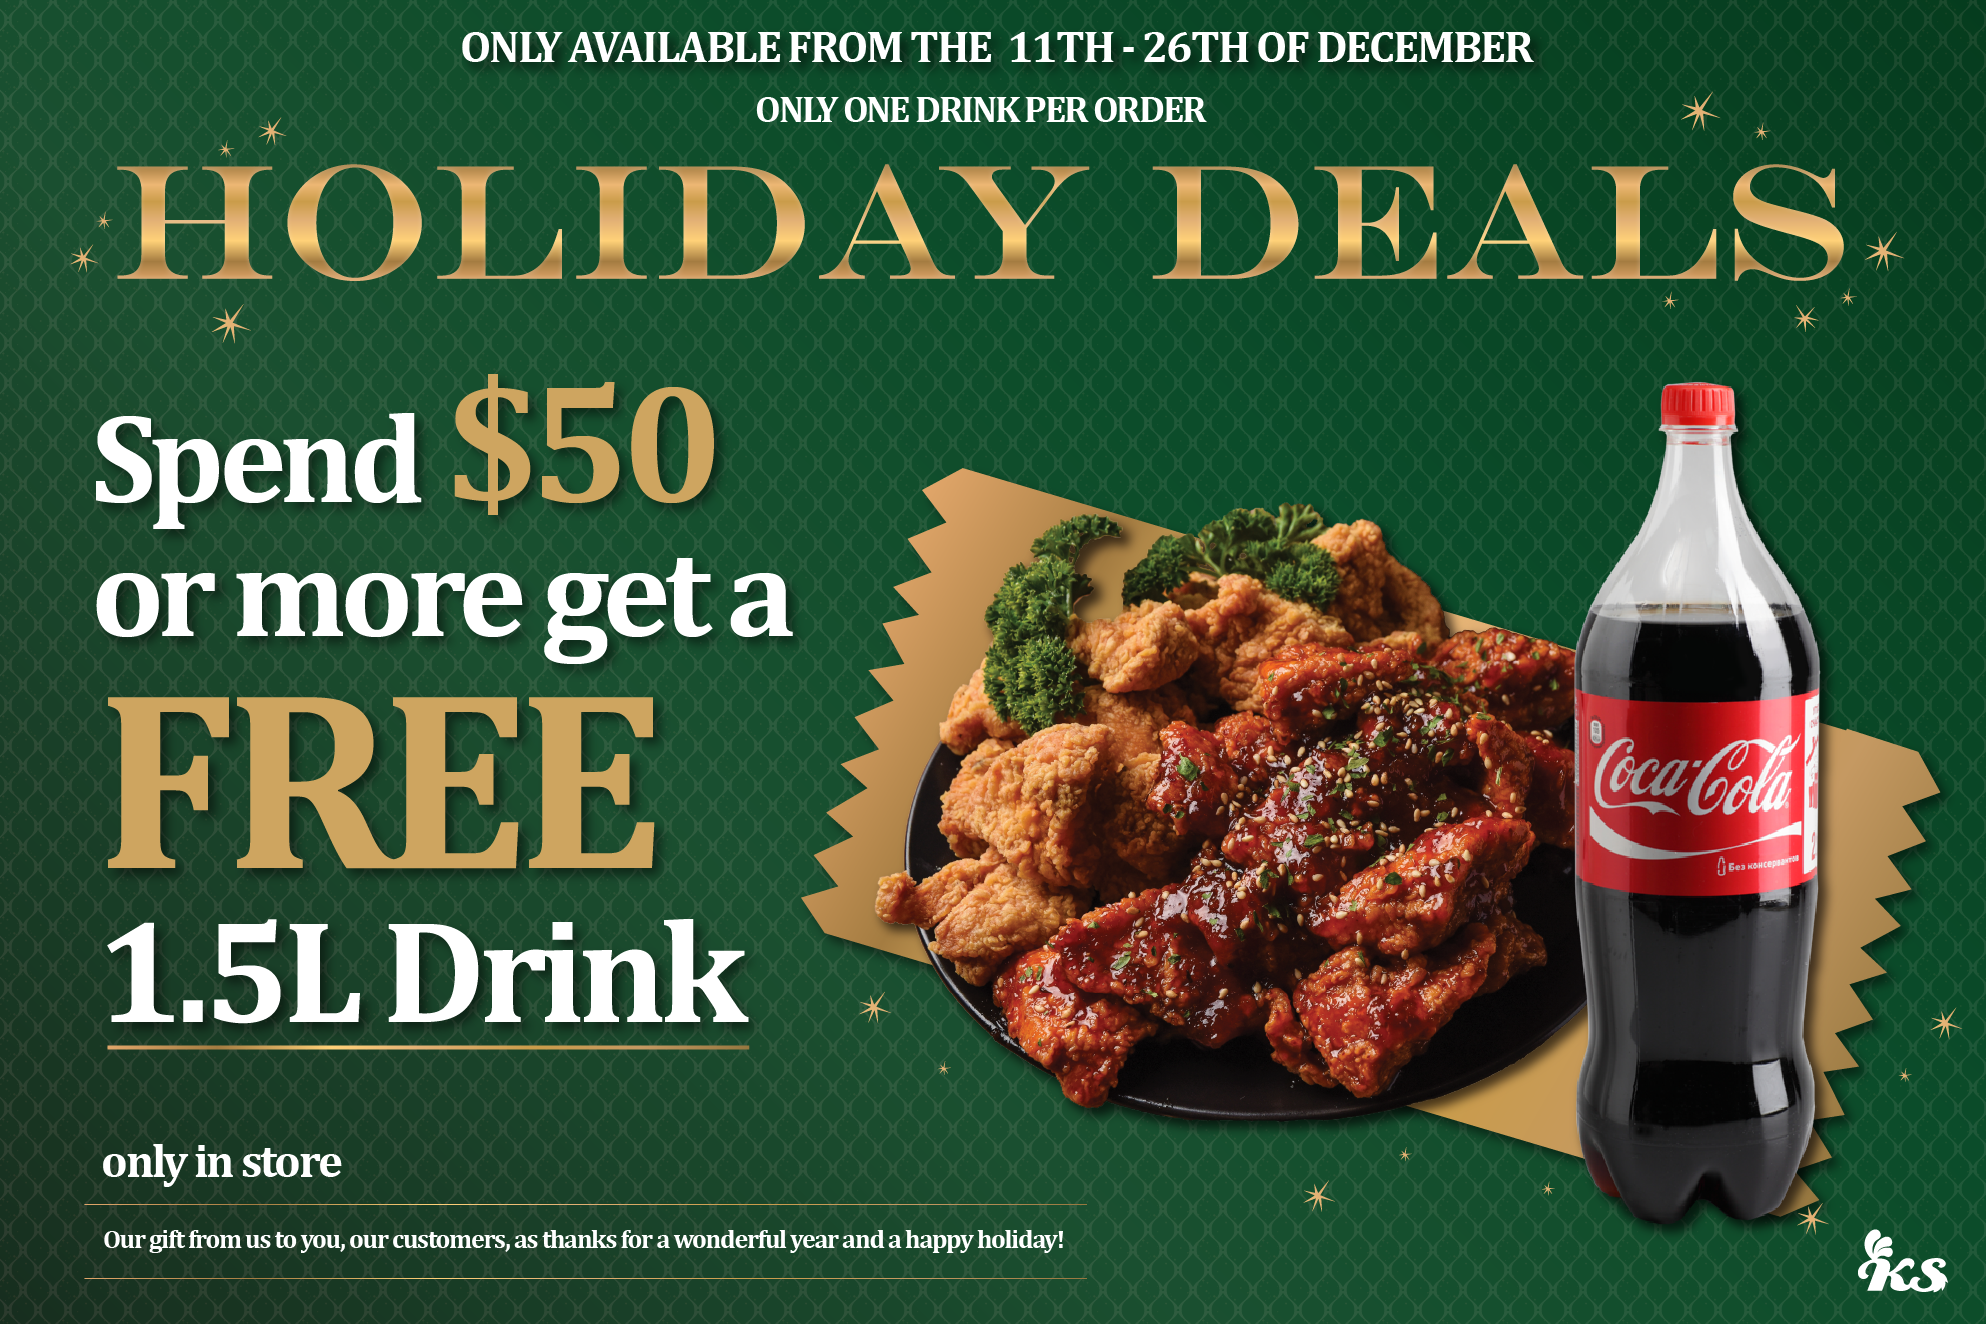 ONLY AVAILABLE FROM THE 11TH - 26TH OF DECEMBER
ONLY ONE DRINK PER ORDER
HOLIDAY DEALS
Spend $50
or more get a
FREE
1.5L Drink
Coca-Cola
Без консервантов
only in store
Our gift from us to you, our customers, as thanks for a wonderful year and a happy holiday!
KS